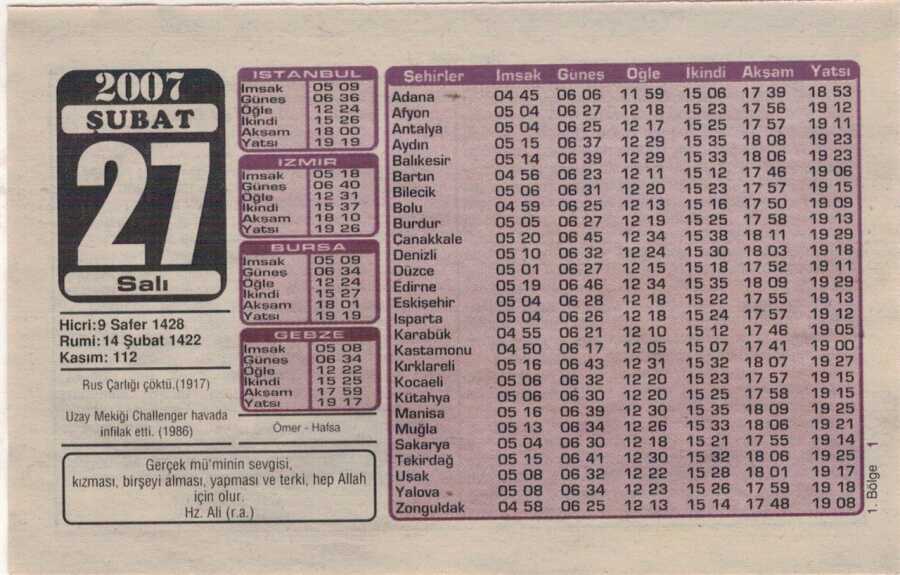 2007
ŞUBAT
27
Salı
Hicri:9 Safer 1428
Rumi:14 Şubat 1422
Kasım: 112
Rus Çarlığı çöktü.(1917)
Uzay Mekiği Challenger havada
infilak etti. (1986)
ISTANBUL
Imsak 05 09
Güneş 06 36
Öğle 12 24
İkindi 15 26
Akşam 18 00
Yatsı 19 19
IZMIR
Imsak 05 18
Güneş 06 40
Öğle 12 31
İkindi 15 37
Akşam 18 10
Yatsı 19 26
BURSA
Imsak 05 09
Güneş 06 34
Öğle 12 24
İkindi 15 27
Akşam 18 01
Yatsı 19 19
GEBZE
Imsak 05 08
Güneş 06 34
Öğle 12 22
İkindi 15 25
Akşam 17 59
Yatsı 19 17
Ömer - Hafsa
Gerçek mü'minin sevgisi,
kızması, birşeyi alması, yapması ve terki, hep Allah
için olur.
Hz. Ali (r.a.)
Şehirler Imsak Güneş Öğle İkindi Akşam Yatsı
Adana 04 45 06 06 11 59 15 06 17 39 18 53
Afyon 05 04 06 27 12 18 15 23 17 56 19 12
Antalya 05 04 06 25 12 17 15 25 17 57 19 11
Aydın 05 15 06 37 12 29 15 35 18 08 19 23
Balıkesir 05 14 06 39 12 29 15 33 18 06 19 23
Bartın 04 56 06 23 12 11 15 12 17 46 19 06
Bilecik 05 06 06 31 12 20 15 23 17 57 19 15
Bolu 04 59 06 25 12 13 15 16 17 50 19 09
Burdur 05 05 06 27 12 19 15 25 17 58 19 13
Çanakkale 05 20 06 45 12 34 15 38 18 11 19 29
Denizli 05 10 06 32 12 24 15 30 18 03 19 18
Düzce 05 01 06 27 12 15 15 18 17 52 19 11
Edirne 05 19 06 46 12 34 15 35 18 09 19 29
Eskişehir 05 04 06 28 12 18 15 22 17 55 19 13
Isparta 05 04 06 26 12 18 15 24 17 57 19 12
Karabük 04 55 06 21 12 10 15 12 17 46 19 05
Kastamonu 04 50 06 17 12 05 15 07 17 41 19 00
Kırklareli 05 16 06 43 12 31 15 32 18 07 19 27
Kocaeli 05 06 06 32 12 20 15 23 17 57 19 15
Kütahya 05 06 06 30 12 20 15 25 17 58 19 15
Manisa 05 16 06 39 12 30 15 35 18 09 19 25
Muğla 05 13 06 34 12 26 15 33 18 06 19 21
Sakarya 05 04 06 30 12 18 15 21 17 55 19 14
Tekirdağ 05 15 06 41 12 30 15 32 18 06 19 25
Uşak 05 08 06 32 12 22 15 28 18 01 19 17
Yalova 05 08 06 34 12 23 15 26 17 59 19 18
Zonguldak 04 58 06 25 12 13 15 14 17 48 19 08
1. Bölge 1